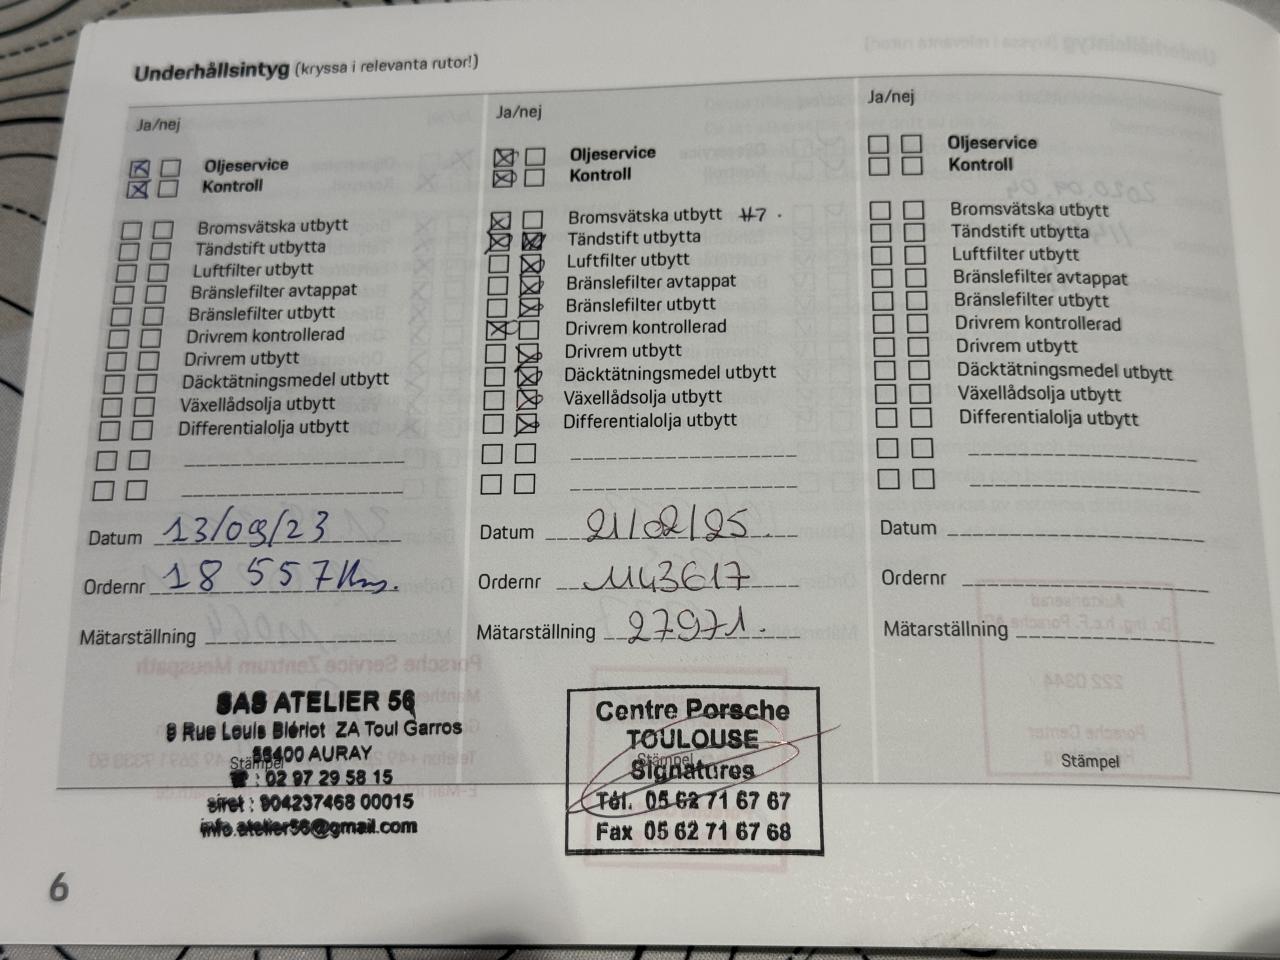 Underhållsintyg (kryssa i relevanta rutor!)
Ja/nej
Oljeservice
Kontroll
Bromsvätska utbytt
Tändstift utbytta
Luftfilter utbytt
Bränslefilter avtappat
Bränslefilter utbytt
Drivrem kontrollerad
Drivrem utbytt
Däcktätningsmedel utbytt
Växellådsolja utbytt
Differentialolja utbytt
Datum 13/09/23
Ordernr 18 557 Kms.
Mätarställning
Stämpel
SAS ATELIER 56
8 Rue Louis Blériot ZA Toul Garros
56400 AURAY
☎ : 02 97 29 58 15
siret : 904237468 00015
info.atelier56@gmail.com
Ja/nej
Oljeservice
Kontroll
Bromsvätska utbytt #7
Tändstift utbytta
Luftfilter utbytt
Bränslefilter avtappat
Bränslefilter utbytt
Drivrem kontrollerad
Drivrem utbytt
Däcktätningsmedel utbytt
Växellådsolja utbytt
Differentialolja utbytt
Datum 21/02/25.
Ordernr 1143617
Mätarställning 27971.
Stämpel
Centre Porsche
TOULOUSE
Signatures
Tél. 05 62 71 67 67
Fax 05 62 71 67 68
Ja/nej
Oljeservice
Kontroll
Bromsvätska utbytt
Tändstift utbytta
Luftfilter utbytt
Bränslefilter avtappat
Bränslefilter utbytt
Drivrem kontrollerad
Drivrem utbytt
Däcktätningsmedel utbytt
Växellådsolja utbytt
Differentialolja utbytt
Datum
Ordernr
Mätarställning
Stämpel
6